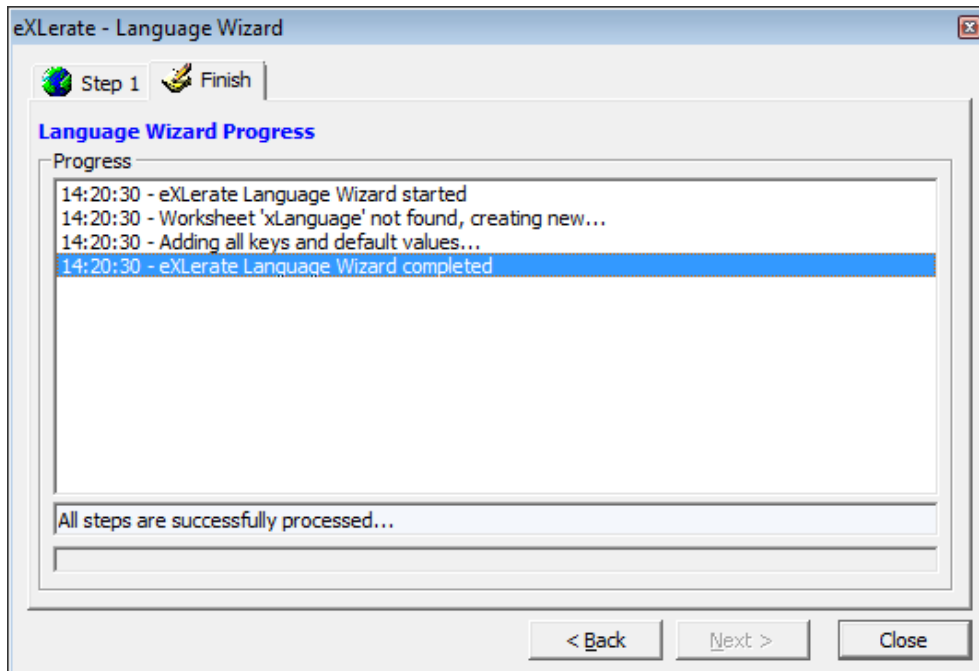 eXLerate - Language Wizard
Step 1
Finish
Language Wizard Progress
Progress
14:20:30 - eXLerate Language Wizard started
14:20:30 - Worksheet 'xLanguage' not found, creating new...
14:20:30 - Adding all keys and default values...
14:20:30 - eXLerate Language Wizard completed
All steps are successfully processed...
< Back
Next >
Close